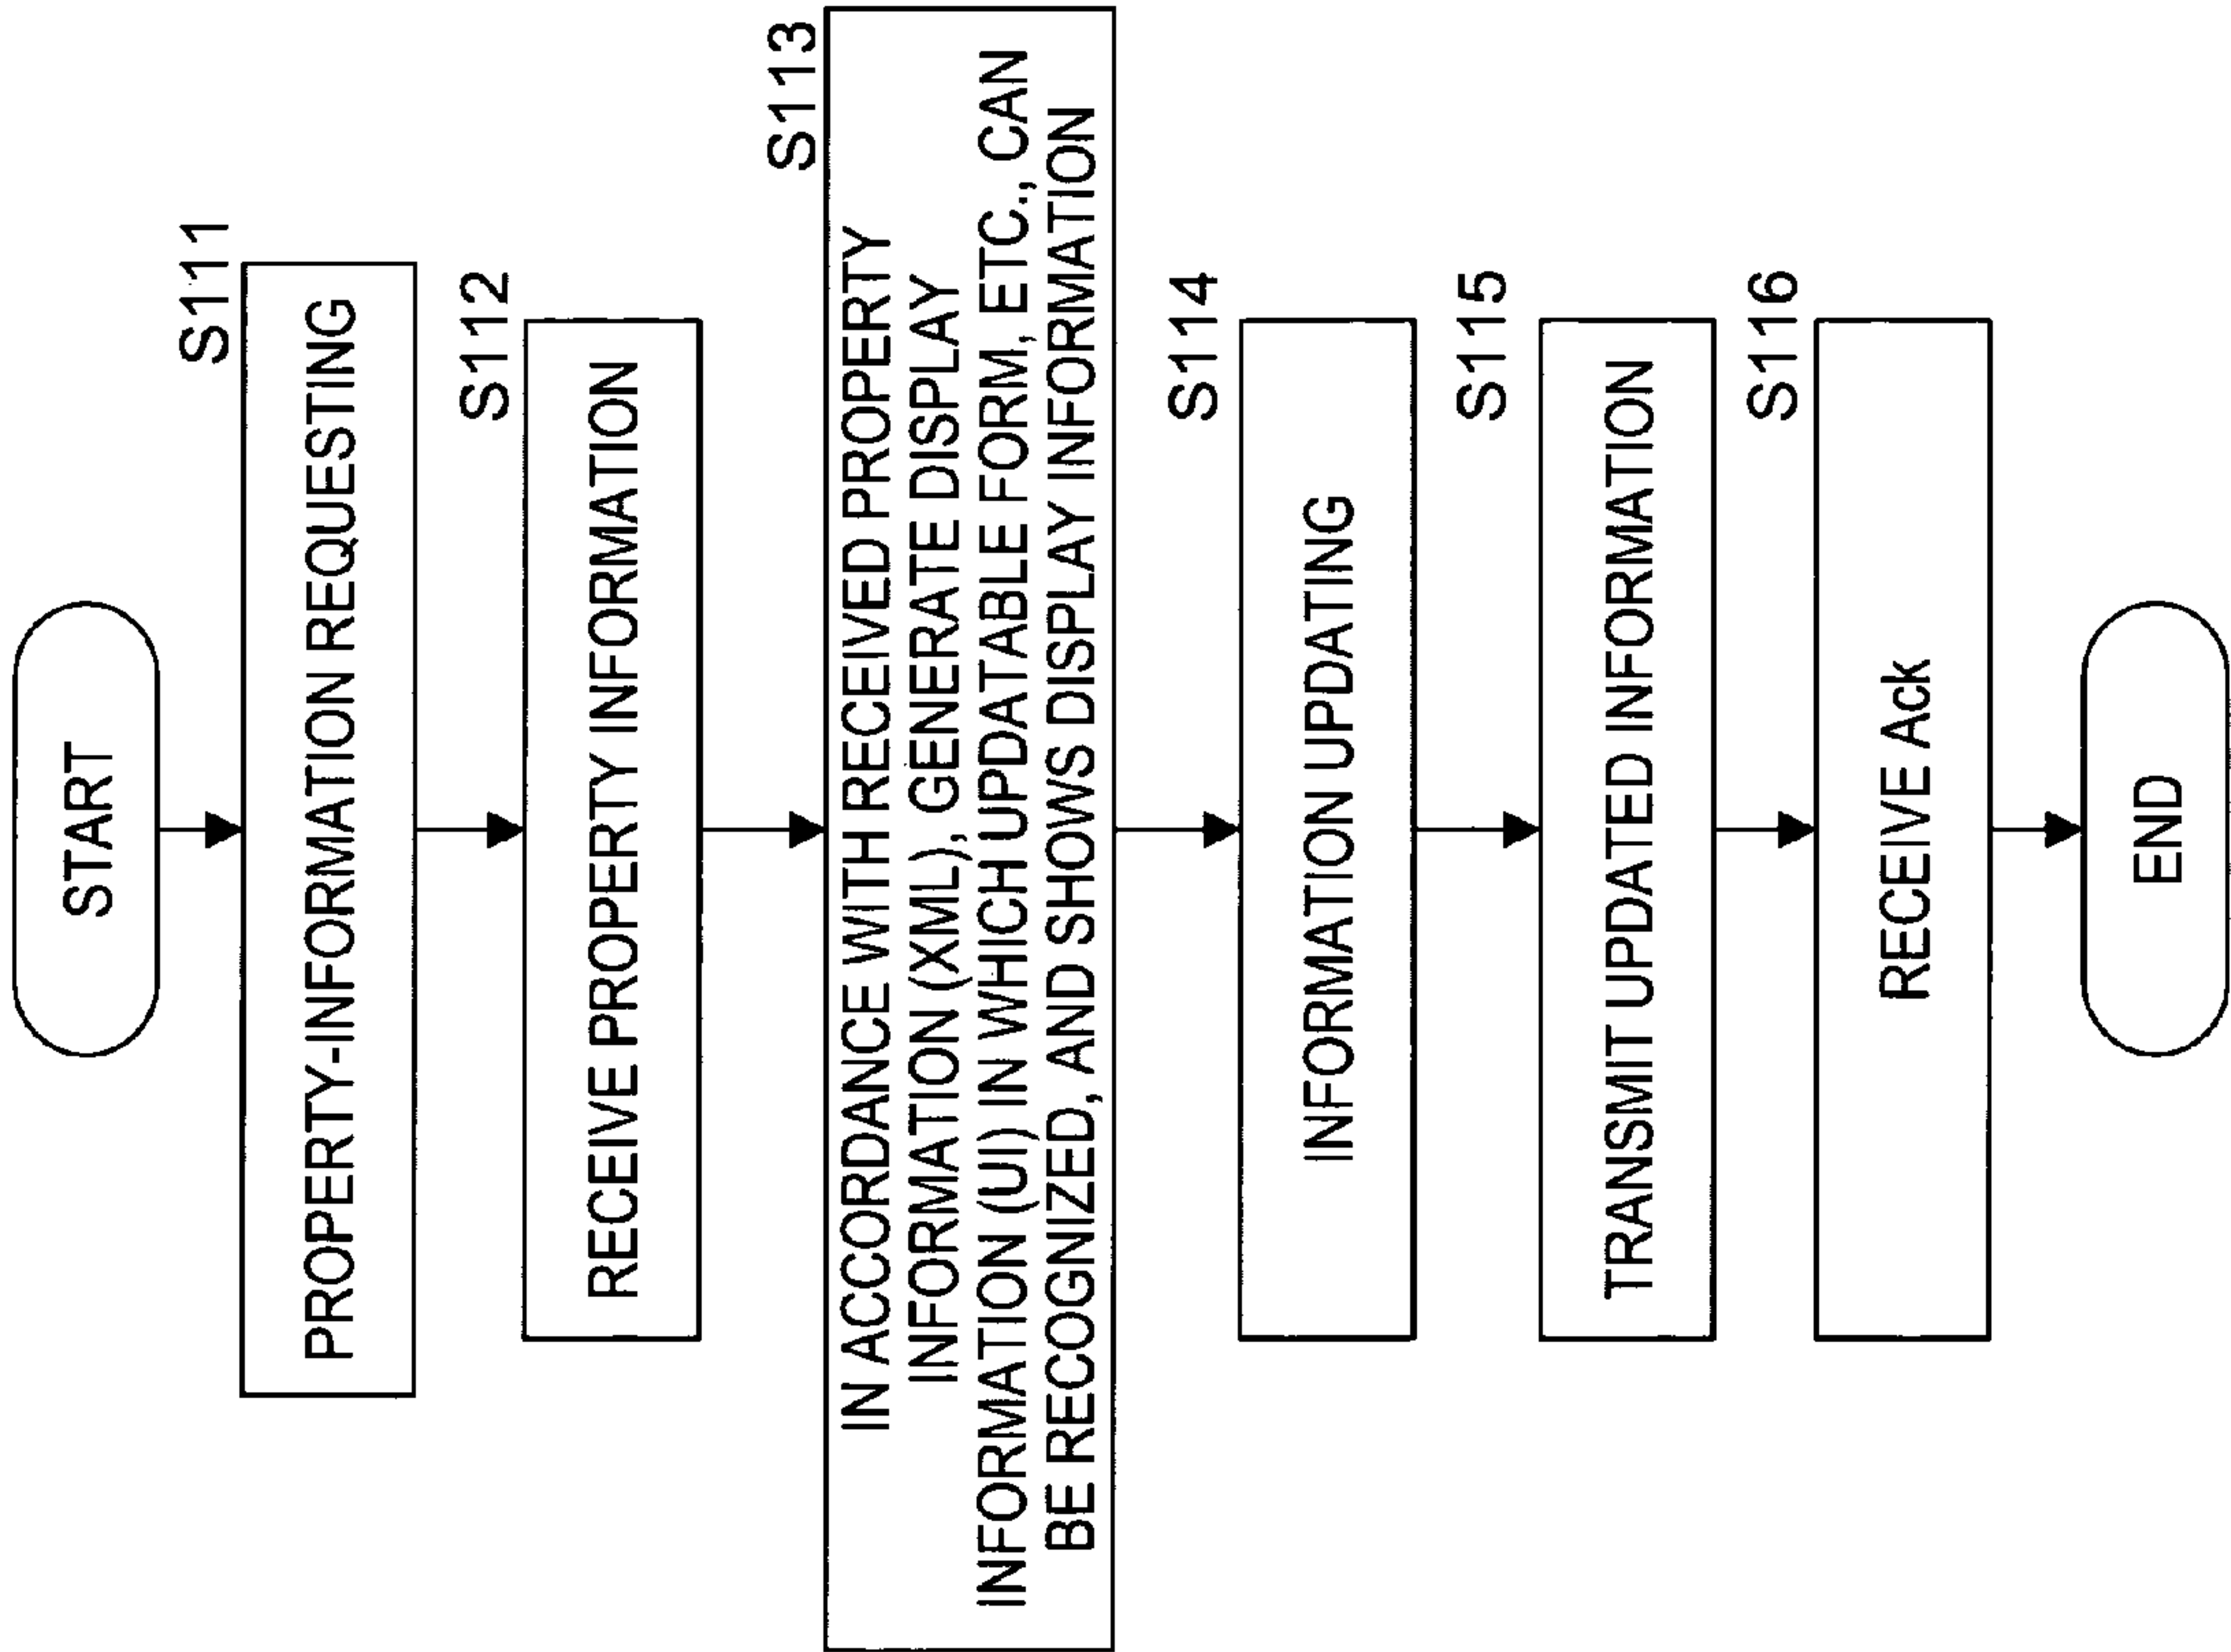 START
S111
PROPERTY-INFORMATION REQUESTING
S112
RECEIVE PROPERTY INFORMATION
S113
IN ACCORDANCE WITH RECEIVED PROPERTY
INFORMATION (XML), GENERATE DISPLAY
INFORMATION (UI) IN WHICH UPDATABLE FORM, ETC., CAN
BE RECOGNIZED, AND SHOWS DISPLAY INFORMATION
S114
INFORMATION UPDATING
S115
TRANSMIT UPDATED INFORMATION
S116
RECEIVE Ack
END